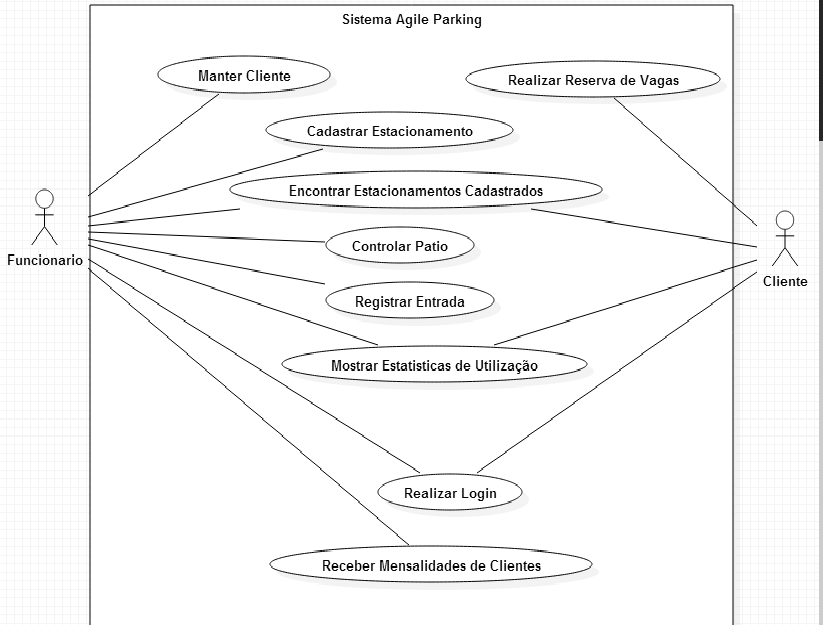 Sistema Agile Parking
Manter Cliente
Realizar Reserva de Vagas
Cadastrar Estacionamento
Encontrar Estacionamentos Cadastrados
Controlar Patio
Funcionario
Cliente
Registrar Entrada
Mostrar Estatisticas de Utilização
Realizar Login
Receber Mensalidades de Clientes